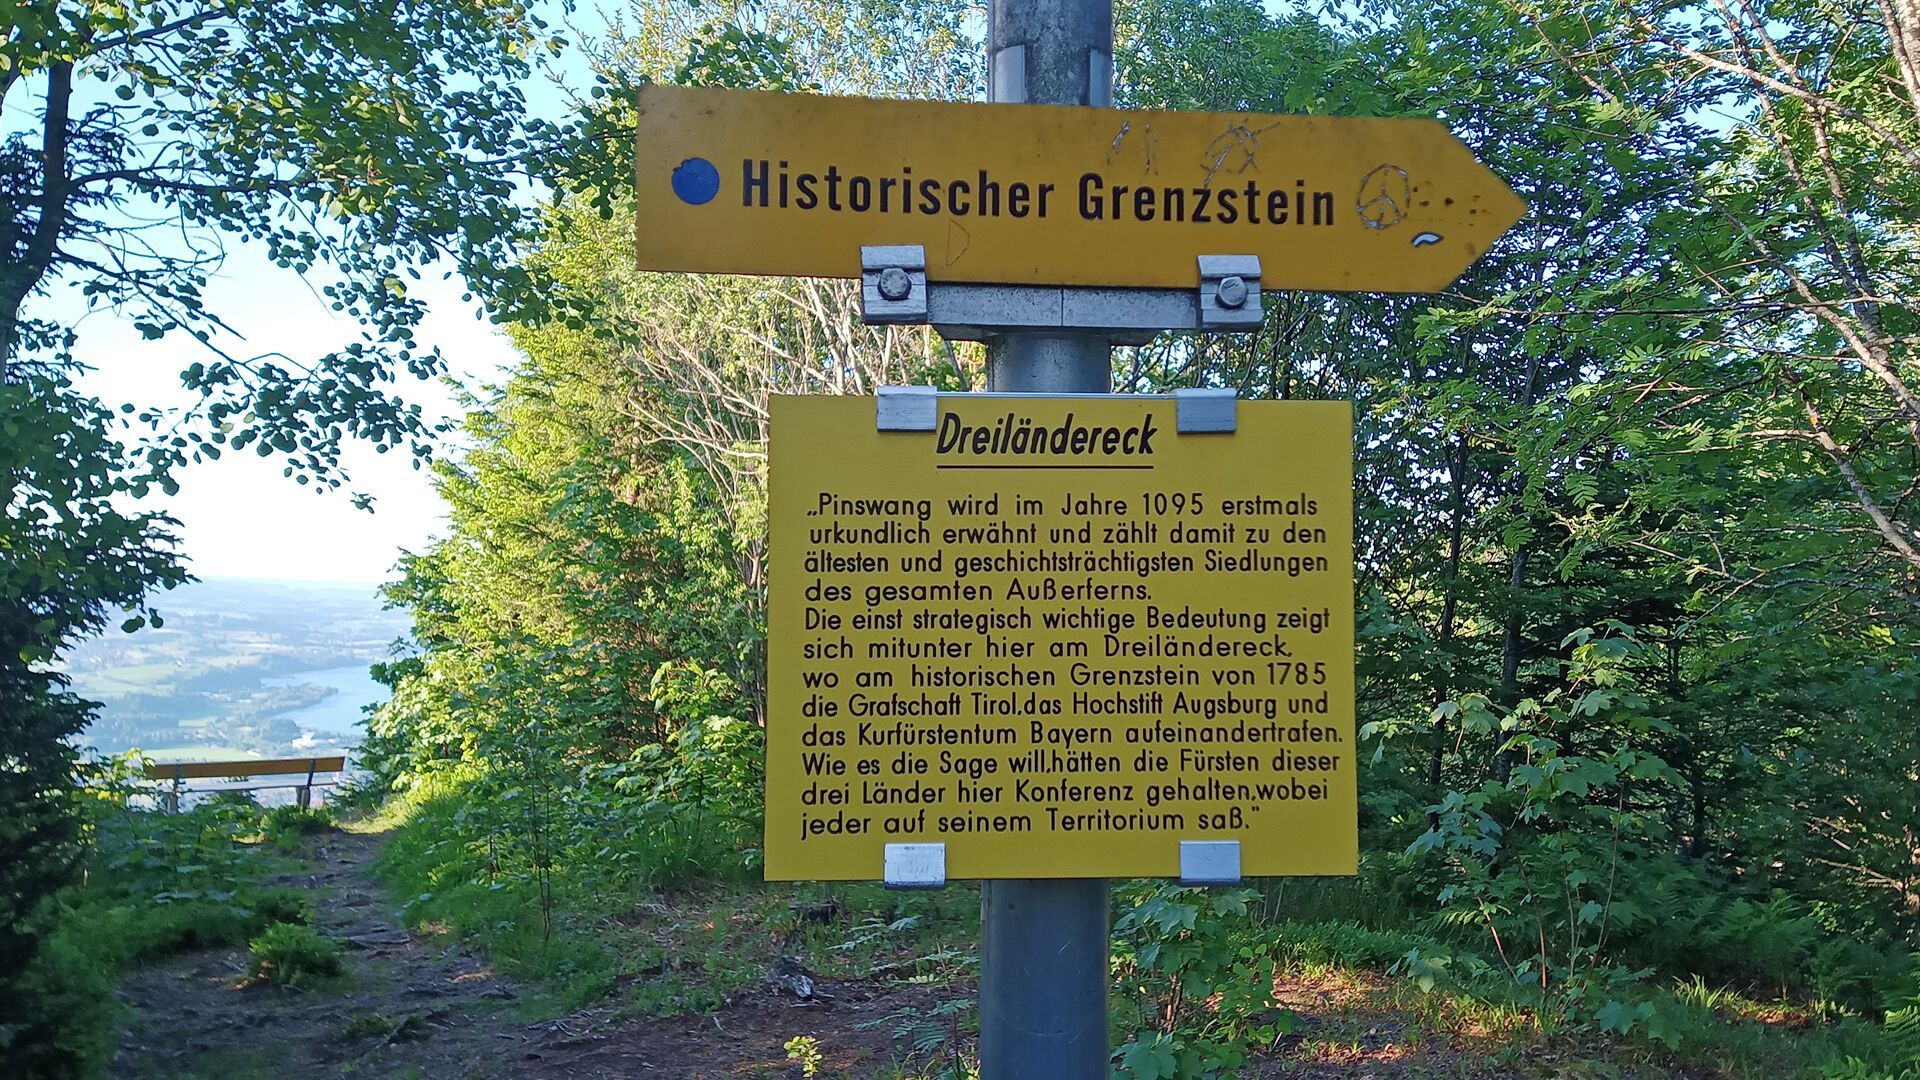 Historischer Grenzstein
Dreiländereck
„Pinswang wird im Jahre 1095 erstmals
urkundlich erwähnt und zählt damit zu den
ältesten und geschichtsträchtigsten Siedlungen
des gesamten Außerferns.
Die einst strategisch wichtige Bedeutung zeigt
sich mitunter hier am Dreiländereck,
wo am historischen Grenzstein von 1785
die Grafschaft Tirol,das Hochstift Augsburg und
das Kurfürstentum Bayern aufeinandertrafen.
Wie es die Sage will,hätten die Fürsten dieser
drei Länder hier Konferenz gehalten,wobei
jeder auf seinem Territorium saß."